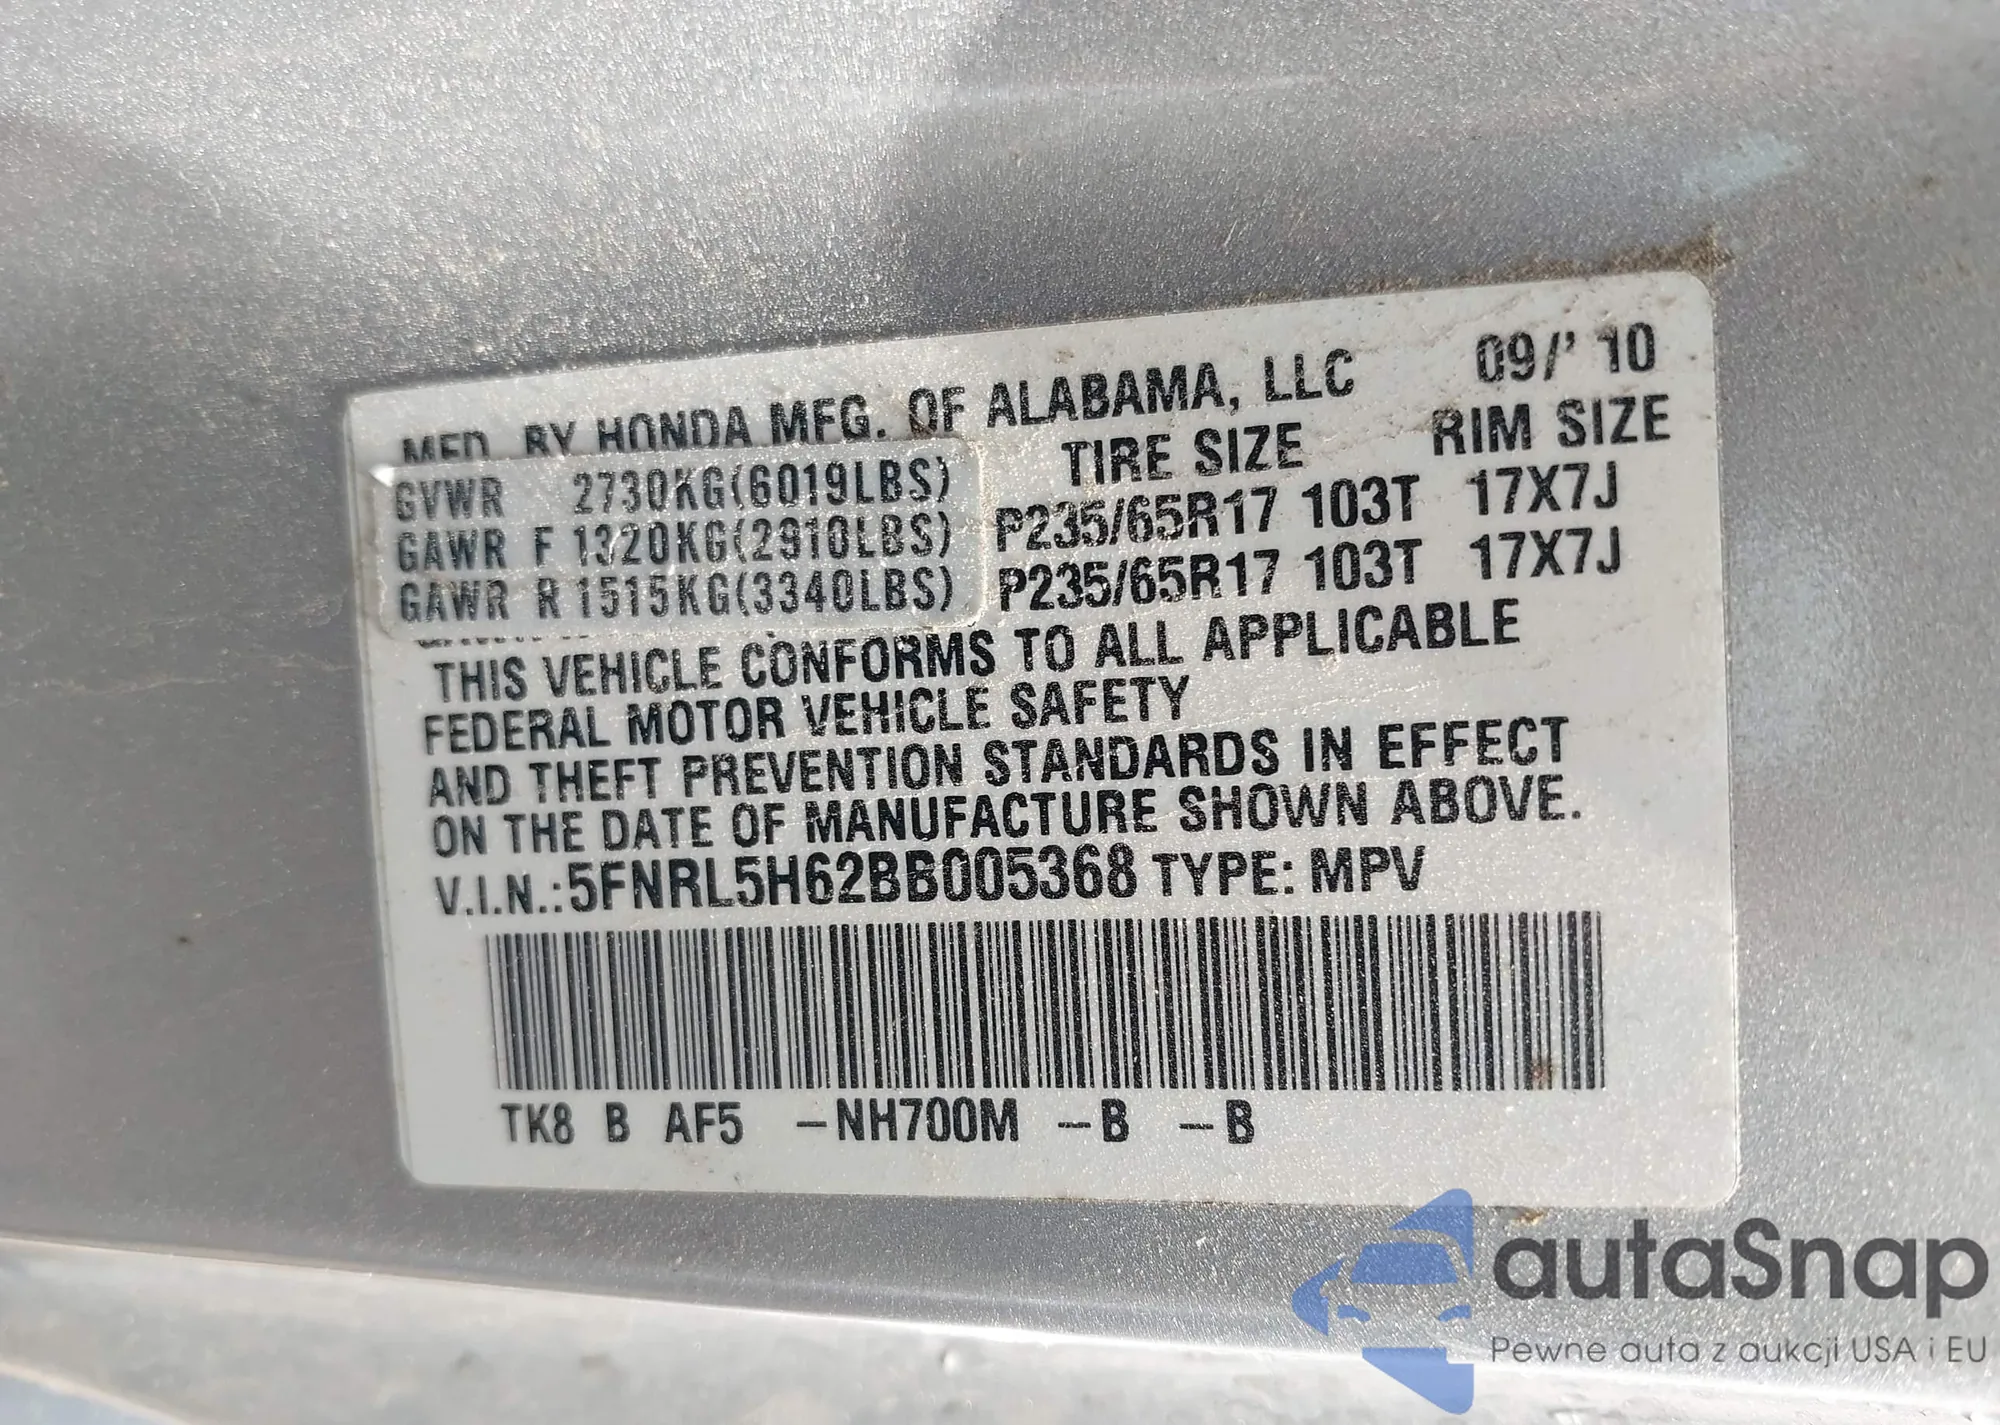 MFD. BY HONDA MFG. OF ALABAMA, LLC 09/'10
TIRE SIZE RIM SIZE
GVWR 2730KG(6019LBS)
GAWR F 1320KG(2910LBS) P235/65R17 103T 17X7J
GAWR R 1515KG(3340LBS) P235/65R17 103T 17X7J
THIS VEHICLE CONFORMS TO ALL APPLICABLE
FEDERAL MOTOR VEHICLE SAFETY
AND THEFT PREVENTION STANDARDS IN EFFECT
ON THE DATE OF MANUFACTURE SHOWN ABOVE.
V.I.N.:5FNRL5H62BB005368 TYPE: MPV
TK8 B AF5 -NH700M -B -B
autaSnap
Pewne auta z aukcji USA i EU